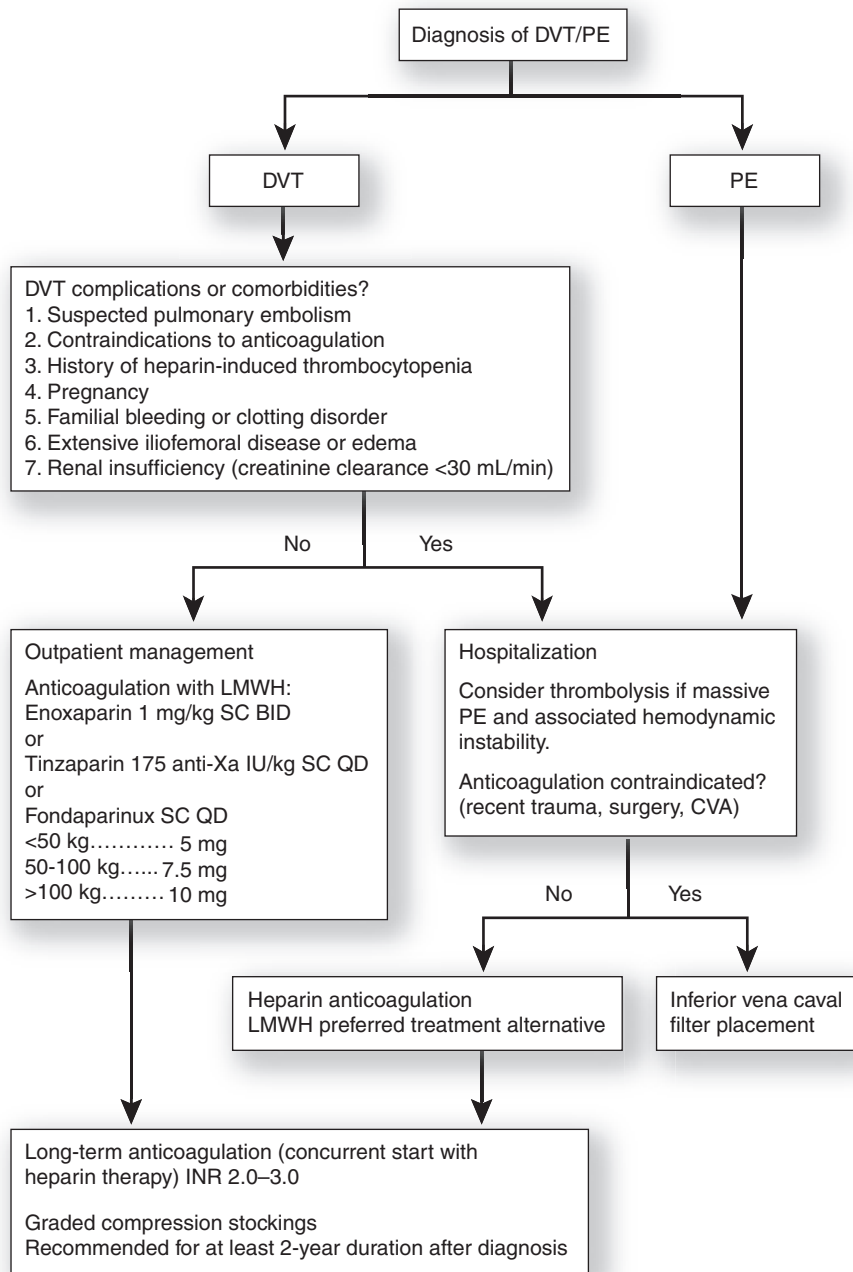 Diagnosis of DVT/PE
DVT
PE
DVT complications or comorbidities?
1. Suspected pulmonary embolism
2. Contraindications to anticoagulation
3. History of heparin-induced thrombocytopenia
4. Pregnancy
5. Familial bleeding or clotting disorder
6. Extensive iliofemoral disease or edema
7. Renal insufficiency (creatinine clearance <30 mL/min)
No
Yes
Outpatient management
Anticoagulation with LMWH:
Enoxaparin 1 mg/kg SC BID
or
Tinzaparin 175 anti-Xa IU/kg SC QD
or
Fondaparinux SC QD
<50 kg............ 5 mg
50-100 kg...... 7.5 mg
>100 kg......... 10 mg
Hospitalization
Consider thrombolysis if massive
PE and associated hemodynamic
instability.
Anticoagulation contraindicated?
(recent trauma, surgery, CVA)
No
Yes
Heparin anticoagulation
LMWH preferred treatment alternative
Inferior vena caval
filter placement
Long-term anticoagulation (concurrent start with
heparin therapy) INR 2.0–3.0
Graded compression stockings
Recommended for at least 2-year duration after diagnosis